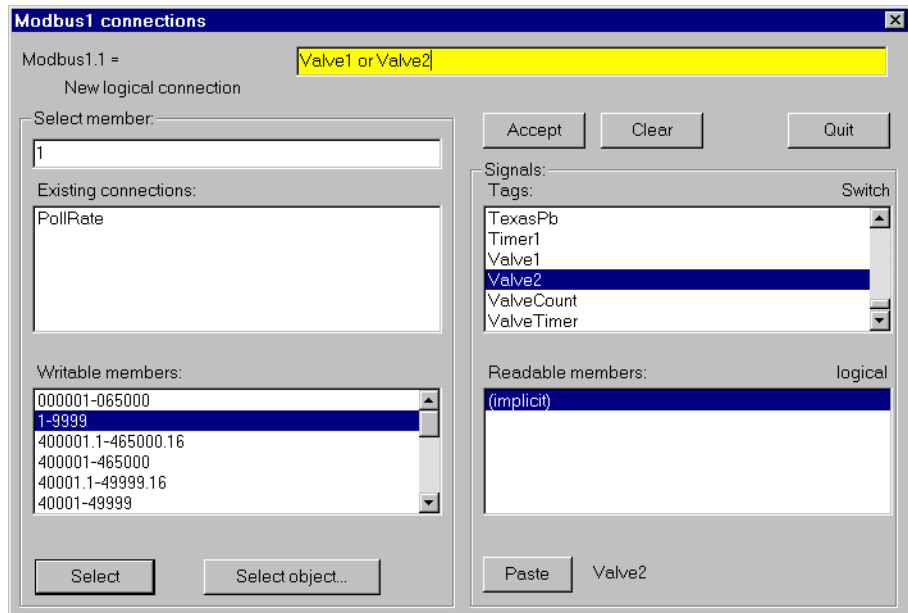 Modbus1 connections
Modbus1.1 =
Valve1 or Valve2
New logical connection
Select member:
1
Existing connections:
PollRate
Writable members:
000001-065000
1-9999
400001.1-465000.16
400001-465000
40001.1-49999.16
40001-49999
Select
Select object...
Accept
Clear
Quit
Signals:
Tags:
Switch
TexasPb
Timer1
Valve1
Valve2
ValveCount
ValveTimer
Readable members:
logical
(implicit)
Paste
Valve2